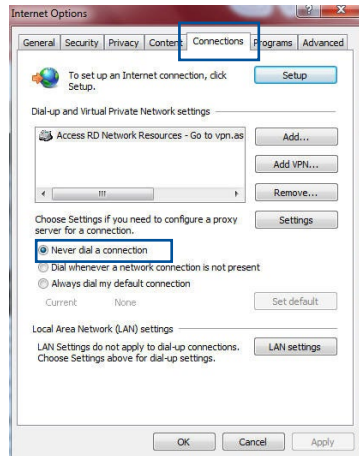 Internet Options
General Security Privacy Content Connections Programs Advanced
To set up an Internet connection, click
Setup.
Setup
Dial-up and Virtual Private Network settings
Access RD Network Resources - Go to vpn.as
Add...
Add VPN...
Remove...
Choose Settings if you need to configure a proxy
server for a connection.
Settings
Never dial a connection
Dial whenever a network connection is not present
Always dial my default connection
Current None
Set default
Local Area Network (LAN) settings
LAN Settings do not apply to dial-up connections.
Choose Settings above for dial-up settings.
LAN settings
OK Cancel Apply